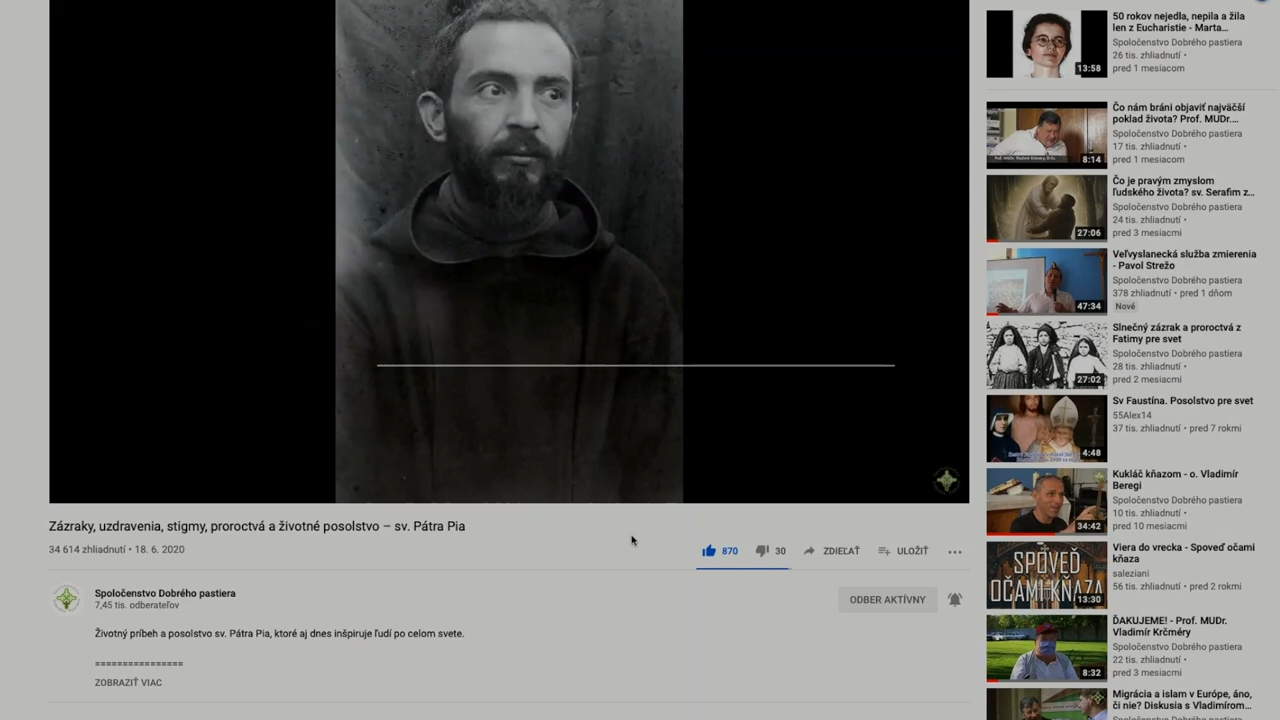 Zázraky, uzdravenia, stigmy, proroctvá a životné posolstvo – sv. Pátra Pia
34 614 zhliadnutí • 18. 6. 2020
870
30
ZDIEĽAŤ
ULOŽIŤ
Spoločenstvo Dobrého pastiera
7,45 tis. odberateľov
ODBER AKTÍVNY
Životný príbeh a posolstvo sv. Pátra Pia, ktoré aj dnes inšpiruje ľudí po celom svete.
================
ZOBRAZIŤ VIAC
50 rokov nejedla, nepila a žila
len z Eucharistie - Marta...
Spoločenstvo Dobrého pastiera
26 tis. zhliadnutí •
pred 1 mesiacom
13:58
Čo nám bráni objaviť najväčší
poklad života? Prof. MUDr....
Spoločenstvo Dobrého pastiera
17 tis. zhliadnutí •
pred 1 mesiacom
8:14
Čo je pravým zmyslom
ľudského života? sv. Serafim z...
Spoločenstvo Dobrého pastiera
24 tis. zhliadnutí •
pred 3 mesiacmi
27:06
Veľvyslanecká služba zmierenia
- Pavol Strežo
Spoločenstvo Dobrého pastiera
378 zhliadnutí • pred 1 dňom
Nové
47:34
Slnečný zázrak a proroctvá z
Fatimy pre svet
Spoločenstvo Dobrého pastiera
28 tis. zhliadnutí •
pred 2 mesiacmi
27:02
Sv Faustína. Posolstvo pre svet
55Alex14
37 tis. zhliadnutí • pred 7 rokmi
4:48
Kukláč kňazom - o. Vladimír
Beregi
Spoločenstvo Dobrého pastiera
10 tis. zhliadnutí •
pred 10 mesiacmi
34:42
Viera do vrecka - Spoveď očami
kňaza
saleziani
56 tis. zhliadnutí • pred 2 rokmi
SPOVEĎ
OČAMI KŇAZA
13:30
ĎAKUJEME! - Prof. MUDr.
Vladimír Krčméry
Spoločenstvo Dobrého pastiera
22 tis. zhliadnutí •
pred 3 mesiacmi
8:32
Migrácia a islam v Európe, áno,
či nie? Diskusia s Vladimírom...
Spoločenstvo Dobrého pastiera